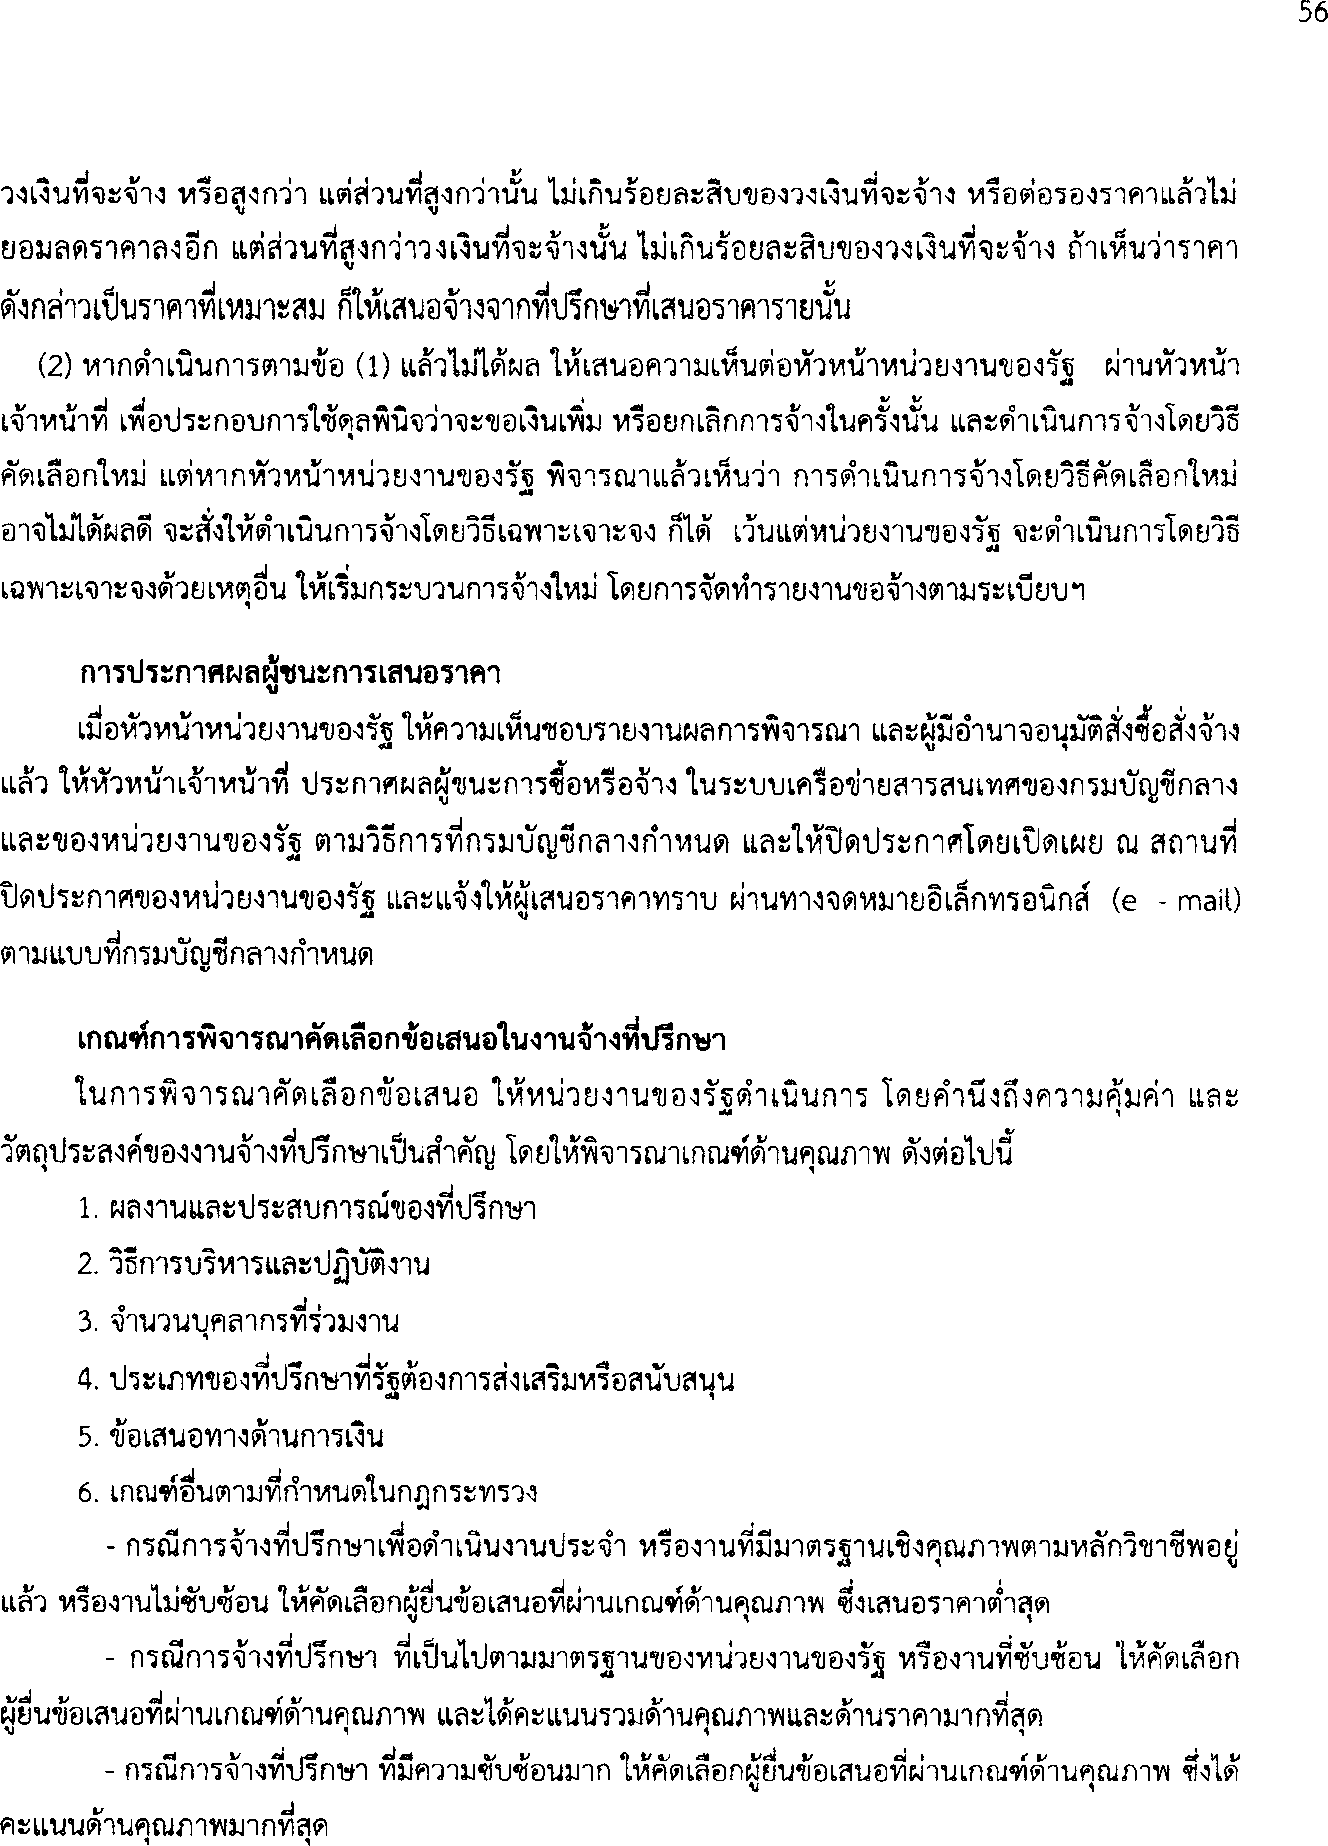 56
วงเงินที่จะจ้าง หรือสูงกว่า แต่ส่วนที่สูงกว่านั้น ไม่เกินร้อยละสิบของวงเงินที่จะจ้าง หรือต่อรองราคาแล้วไม่
ยอมลดราคาลงอีก แต่ส่วนที่สูงกว่าวงเงินที่จะจ้างนั้น ไม่เกินร้อยละสิบของวงเงินที่จะจ้าง ถ้าเห็นว่าราคา
ดังกล่าวเป็นราคาที่เหมาะสม ก็ให้เสนอจ้างจากที่ปรึกษาที่เสนอราคารายนั้น
(2) หากดำเนินการตามข้อ (1) แล้วไม่ได้ผล ให้เสนอความเห็นต่อหัวหน้าหน่วยงานของรัฐ ผ่านหัวหน้า
เจ้าหน้าที่ เพื่อประกอบการใช้ดุลพินิจว่าจะขอเงินเพิ่ม หรือยกเลิกการจ้างในครั้งนั้น และดำเนินการจ้างโดยวิธี
คัดเลือกใหม่ แต่หากหัวหน้าหน่วยงานของรัฐ พิจารณาแล้วเห็นว่า การดำเนินการจ้างโดยวิธีคัดเลือกใหม่
อาจไม่ได้ผลดี จะสั่งให้ดำเนินการจ้างโดยวิธีเฉพาะเจาะจง ก็ได้ เว้นแต่หน่วยงานของรัฐ จะดำเนินการโดยวิธี
เฉพาะเจาะจงด้วยเหตุอื่น ให้เริ่มกระบวนการจ้างใหม่ โดยการจัดทำรายงานขอจ้างตามระเบียบฯ
การประกาศผลผู้ชนะการเสนอราคา
เมื่อหัวหน้าหน่วยงานของรัฐ ให้ความเห็นชอบรายงานผลการพิจารณา และผู้มีอำนาจอนุมัติสั่งซื้อสั่งจ้าง
แล้ว ให้หัวหน้าเจ้าหน้าที่ ประกาศผลผู้ชนะการซื้อหรือจ้าง ในระบบเครือข่ายสารสนเทศของกรมบัญชีกลาง
และของหน่วยงานของรัฐ ตามวิธีการที่กรมบัญชีกลางกำหนด และให้ปิดประกาศโดยเปิดเผย ณ สถานที่
ปิดประกาศของหน่วยงานของรัฐ และแจ้งให้ผู้เสนอราคาทราบ ผ่านทางจดหมายอิเล็กทรอนิกส์ (e - mail)
ตามแบบที่กรมบัญชีกลางกำหนด
เกณฑ์การพิจารณาคัดเลือกข้อเสนอในงานจ้างที่ปรึกษา
ในการพิจารณาคัดเลือกข้อเสนอ ให้หน่วยงานของรัฐดำเนินการ โดยคำนึงถึงความคุ้มค่า และ
วัตถุประสงค์ของงานจ้างที่ปรึกษาเป็นสำคัญ โดยให้พิจารณาเกณฑ์ด้านคุณภาพ ดังต่อไปนี้
1. ผลงานและประสบการณ์ของที่ปรึกษา
2. วิธีการบริหารและปฏิบัติงาน
3. จำนวนบุคลากรที่ร่วมงาน
4. ประเภทของที่ปรึกษาที่รัฐต้องการส่งเสริมหรือสนับสนุน
5. ข้อเสนอทางด้านการเงิน
6. เกณฑ์อื่นตามที่กำหนดในกฎกระทรวง
- กรณีการจ้างที่ปรึกษาเพื่อดำเนินงานประจำ หรืองานที่มีมาตรฐานเชิงคุณภาพตามหลักวิชาชีพอยู่
แล้ว หรืองานไม่ซับซ้อน ให้คัดเลือกผู้ยื่นข้อเสนอที่ผ่านเกณฑ์ด้านคุณภาพ ซึ่งเสนอราคาต่ำสุด
- กรณีการจ้างที่ปรึกษา ที่เป็นไปตามมาตรฐานของหน่วยงานของรัฐ หรืองานที่ซับซ้อน ให้คัดเลือก
ผู้ยื่นข้อเสนอที่ผ่านเกณฑ์ด้านคุณภาพ และได้คะแนนรวมด้านคุณภาพและด้านราคามากที่สุด
- กรณีการจ้างที่ปรึกษา ที่มีความซับซ้อนมาก ให้คัดเลือกผู้ยื่นข้อเสนอที่ผ่านเกณฑ์ด้านคุณภาพ ซึ่งได้
คะแนนด้านคุณภาพมากที่สุด